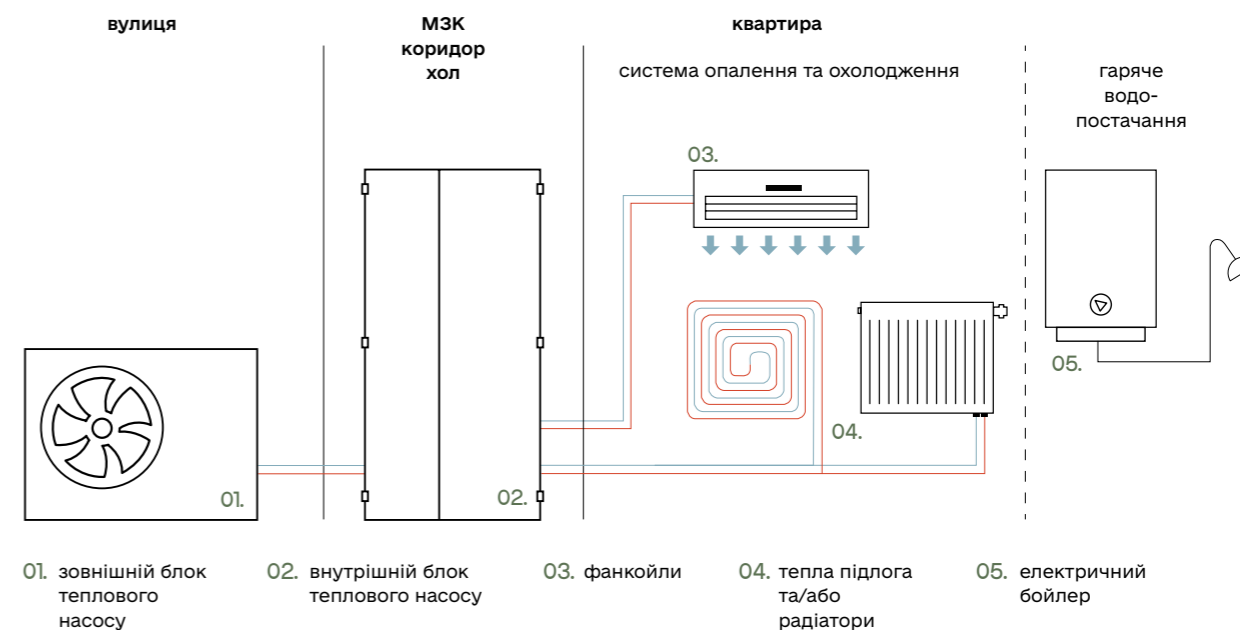 вулиця
МЗК
коридор
хол
квартира
система опалення та охолодження
гаряче
водо-
постачання
03.
05.
04.
01.
02.
01. зовнішній блок
теплового
насосу
02. внутрішній блок
теплового насосу
03. фанкойли
04. тепла підлога
та/або
радіатори
05. електричний
бойлер